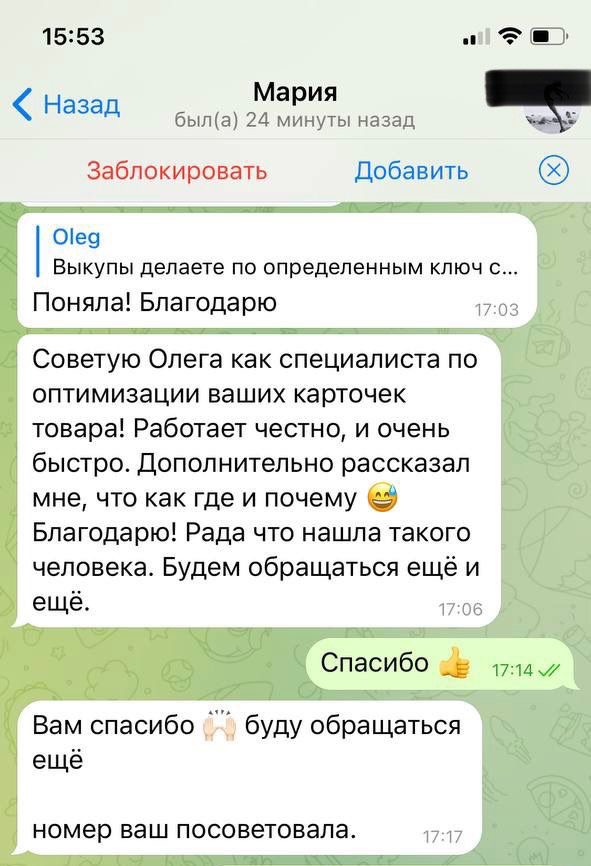 15:53
Назад
Мария
был(а) 24 минуты назад
Заблокировать
Добавить
Oleg
Выкупы делаете по определенным ключ с...
Поняла! Благодарю
17:03
Советую Олега как специалиста по
оптимизации ваших карточек
товара! Работает честно, и очень
быстро. Дополнительно рассказал
мне, что как где и почему 😅
Благодарю! Рада что нашла такого
человека. Будем обращаться ещё и
ещё.
17:06
Спасибо 👍
17:14
Вам спасибо 🙌🏻 буду обращаться
ещё
номер ваш посоветовала.
17:17